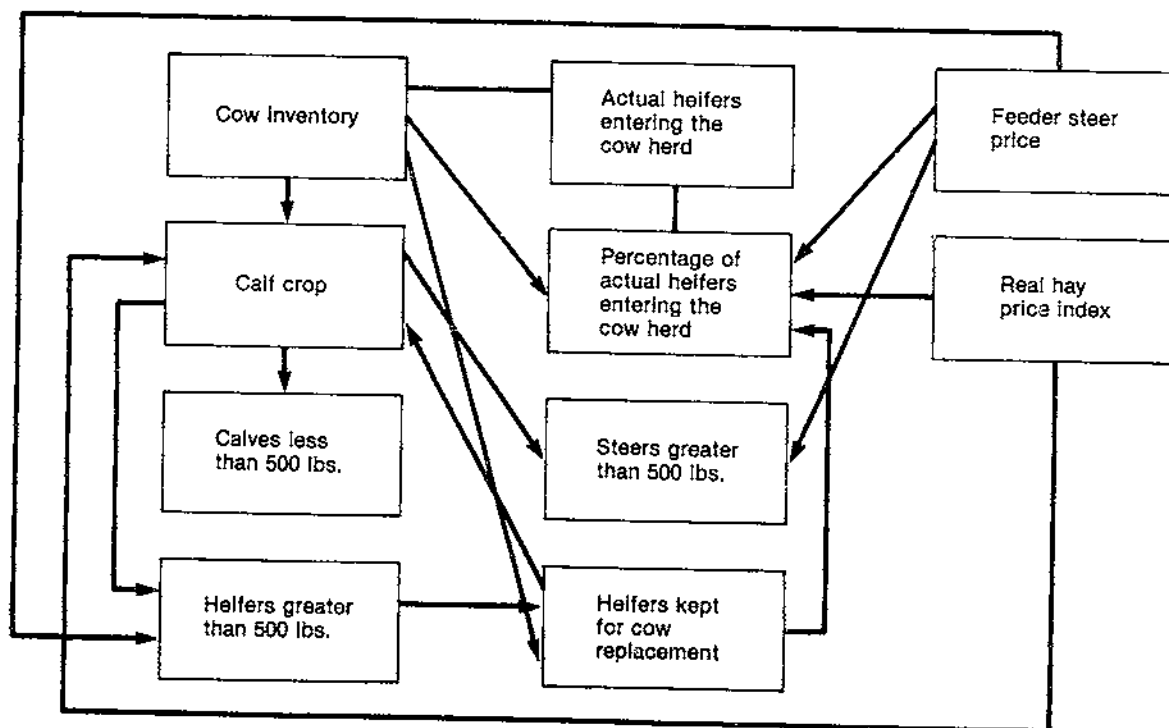 Cow Inventory
Actual heifers
entering the
cow herd
Feeder steer
price
Calf crop
Percentage of
actual heifers
entering the
cow herd
Real hay
price index
Calves less
than 500 lbs.
Steers greater
than 500 lbs.
Heifers greater
than 500 lbs.
Heifers kept
for cow
replacement